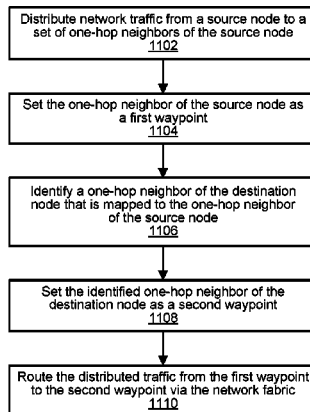 Distribute network traffic from a source node to a
set of one-hop neighbors of the source node
1102
Set the one-hop neighbor of the source node as
a first waypoint
1104
Identify a one-hop neighbor of the destination
node that is mapped to the one-hop neighbor
of the source node
1106
Set the identified one-hop neighbor of the
destination node as a second waypoint
1108
Route the distributed traffic from the first waypoint
to the second waypoint via the network fabric
1110